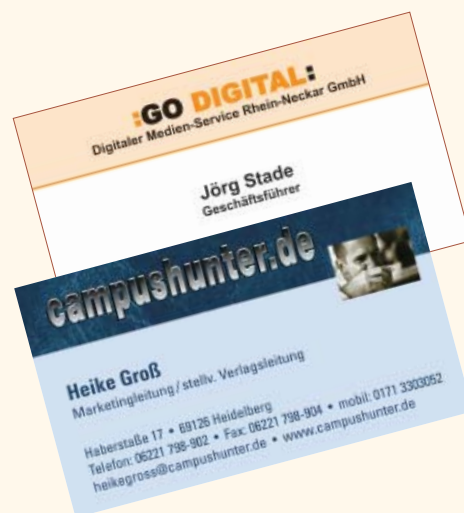 :GO DIGITAL:
Digitaler Medien-Service Rhein-Neckar GmbH
Jörg Stade
Geschäftsführer
campushunter.de
Heike Groß
Marketingleitung / stellv. Verlagsleitung
Haberstaße 17 • 69126 Heidelberg
Telefon: 06221 798-902 • Fax: 06221 798-904 • mobil: 0171 3303052
heikegross@campushunter.de • www.campushunter.de